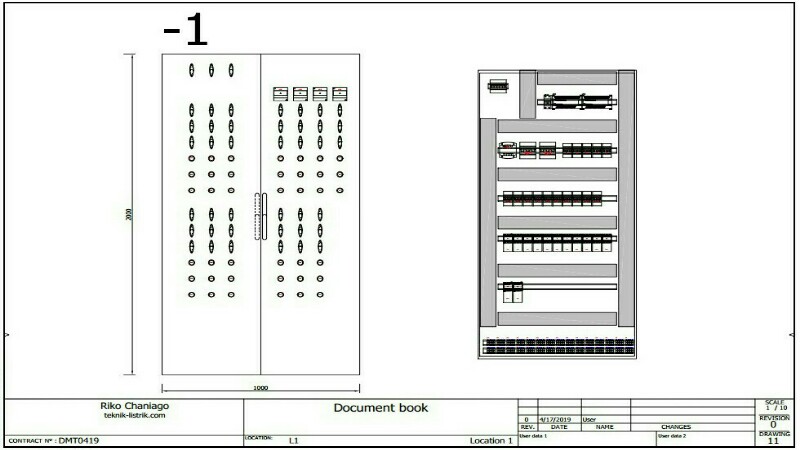 -1
2000
1000
Riko Chaniago
teknik-listrik.com
CONTRACT N° : DMT0419
Document book
LOCATION: L1 Location 1
0 4/17/2019 User
REV. DATE NAME CHANGES
User data 1 User data 2
SCALE
1 / 10
REVISION
0
DRAWING
11